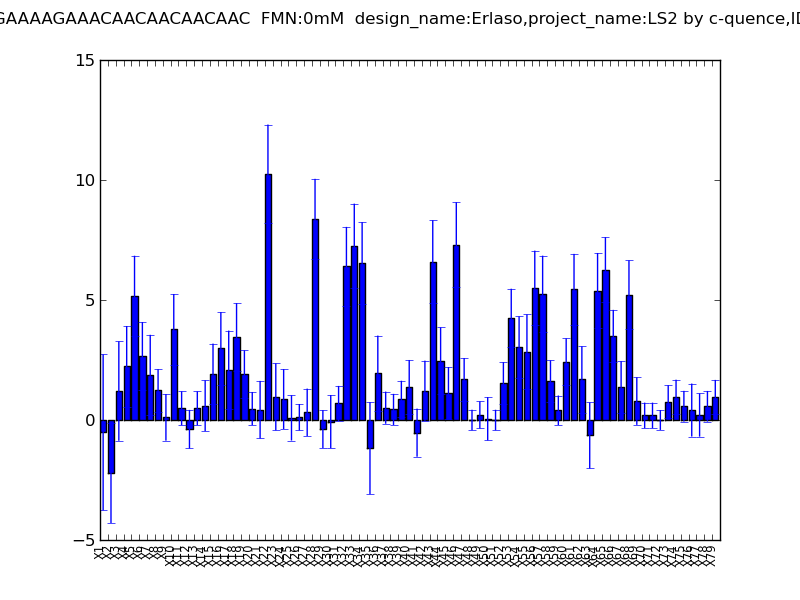 GAAAAGAAACAACAACAACAAC FMN:0mM design_name:Erlaso,project_name:LS2 by c-quence,ID
15
10
5
0
−5
X1 X2 X3 X4 X5 X6 X7 X8 X9 X10 X11 X12 X13 X14 X15 X16 X17 X18 X19 X20 X21 X22 X23 X24 X25 X26 X27 X28 X29 X30 X31 X32 X33 X34 X35 X36 X37 X38 X39 X40 X41 X42 X43 X44 X45 X46 X47 X48 X49 X50 X51 X52 X53 X54 X55 X56 X57 X58 X59 X60 X61 X62 X63 X64 X65 X66 X67 X68 X69 X70 X71 X72 X73 X74 X75 X76 X77 X78 X79